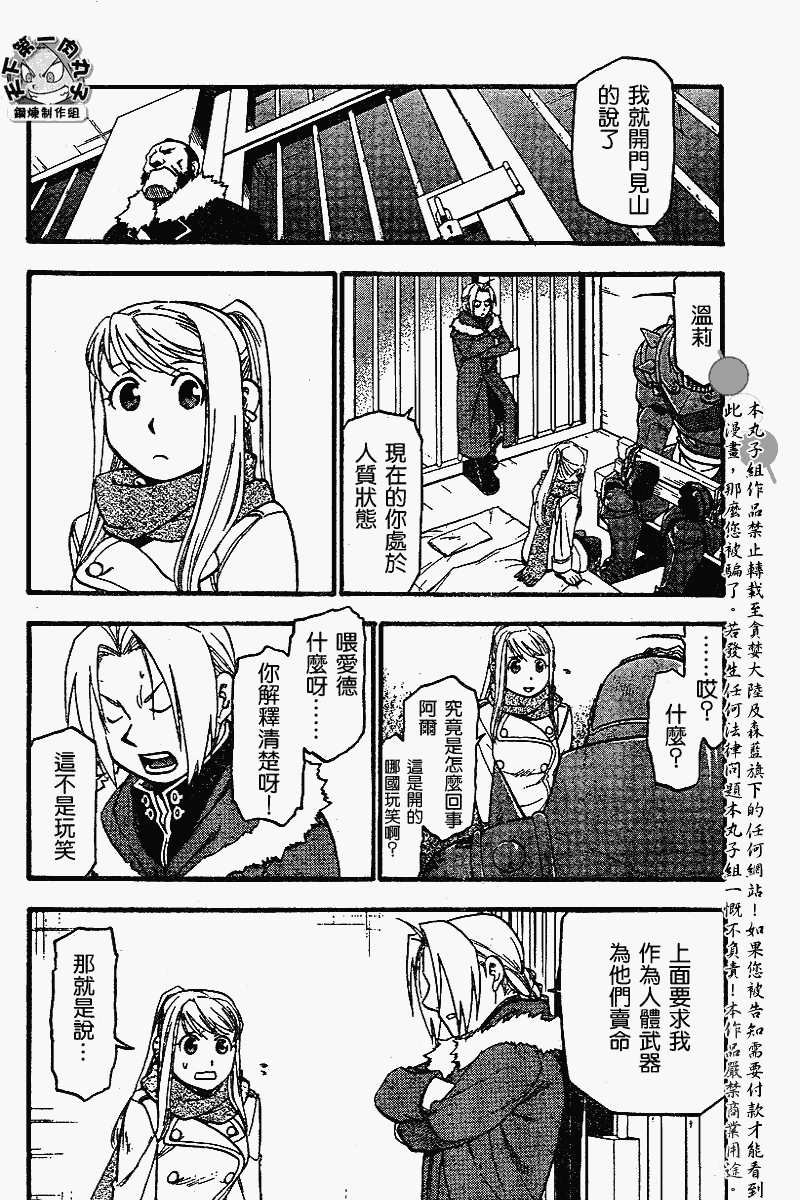 天下第一肉丸子
鋼煉制作組
我就開門見山
的說了
溫莉
現在的你處於
人質狀態
……哎?
什麼?
究竟是怎麼回事
阿爾
這是開的
哪國玩笑啊?
喂愛德
什麼呀……
你解釋清楚呀!
這不是玩笑
上面要求我
作為人體武器
為他們賣命
那就是說…
本丸子組作品禁止轉載至貪婪大陸及森藍旗下的任何網站!如果您被告知需要付款才能看到
此漫畫,那麼您被騙了。若發生任何法律問題本丸子組一慨不負責!本作品嚴禁商業用途。